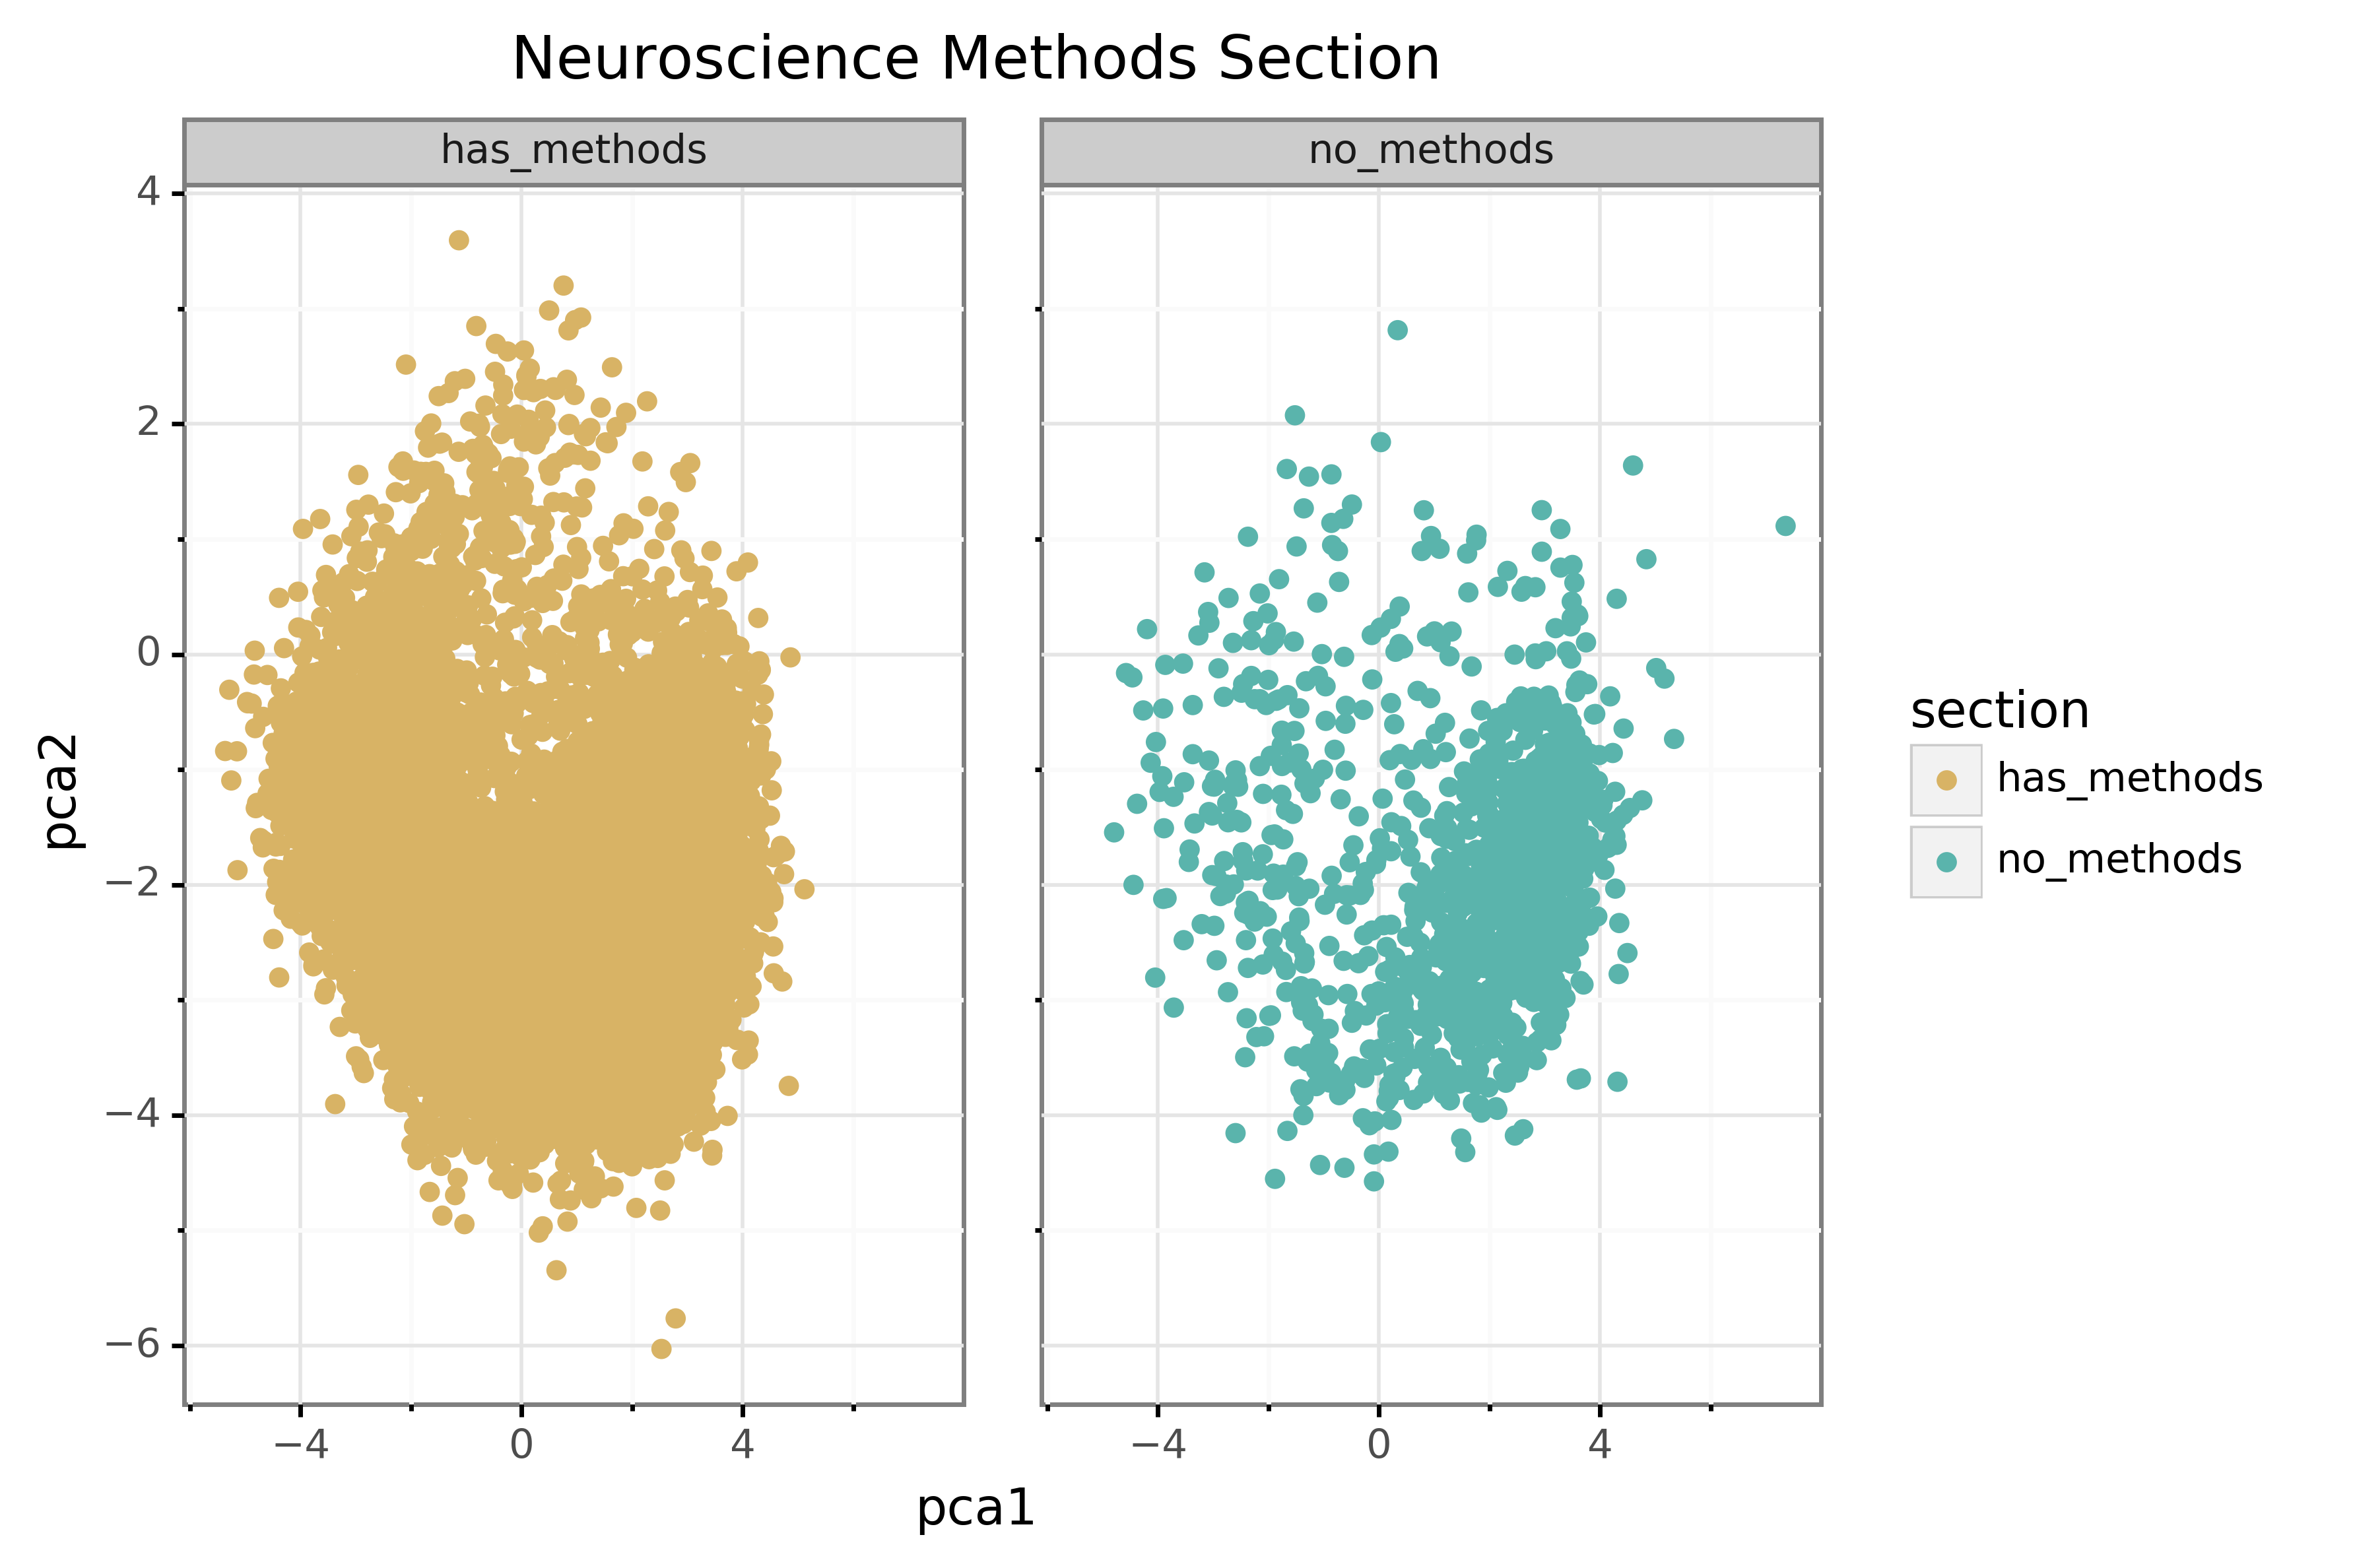 Neuroscience Methods Section
has_methods
no_methods
4
2
0
−2
−4
−6
pca2
−4
0
4
−4
0
4
pca1
section
has_methods
no_methods